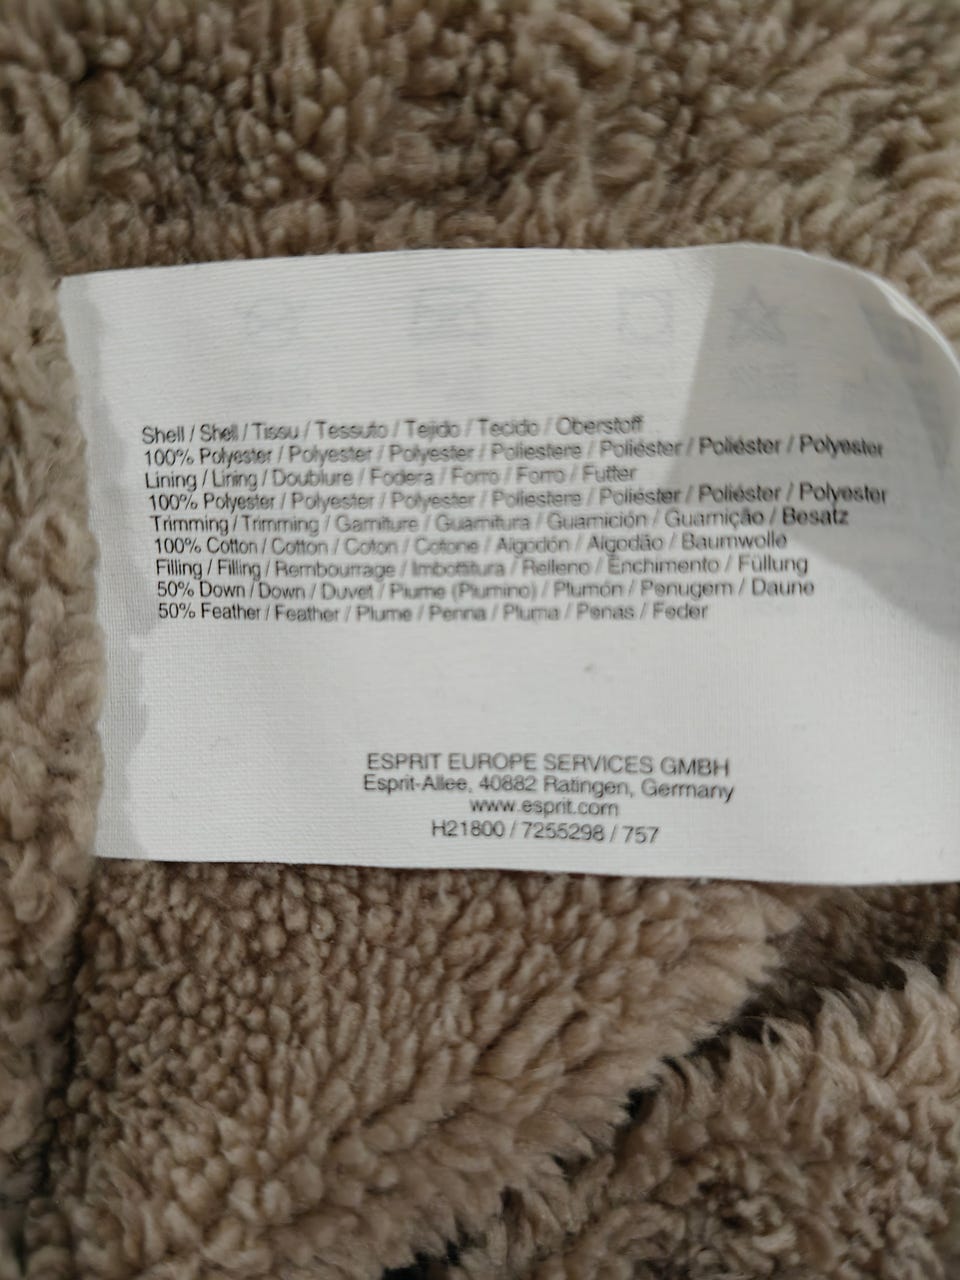 Shell / Shell / Tissu / Tessuto / Tejido / Tecido / Oberstoff
100% Polyester / Polyester / Polyester / Poliestere / Poliéster / Poliéster / Polyester
Lining / Lining / Doublure / Fodera / Forro / Forro / Futter
100% Polyester / Polyester / Polyester / Poliestere / Poliéster / Poliéster / Polyester
Trimming / Trimming / Garniture / Guarnitura / Guarnición / Guarnição / Besatz
100% Cotton / Cotton / Coton / Cotone / Algodón / Algodão / Baumwolle
Filling / Filling / Rembourrage / Imbottitura / Relleno / Enchimento / Füllung
50% Down / Down / Duvet / Piume (Piumino) / Plumón / Penugem / Daune
50% Feather / Feather / Plume / Penna / Pluma / Penas / Feder
ESPRIT EUROPE SERVICES GMBH
Esprit-Allee, 40882 Ratingen, Germany
www.esprit.com
H21800 / 7255298 / 757